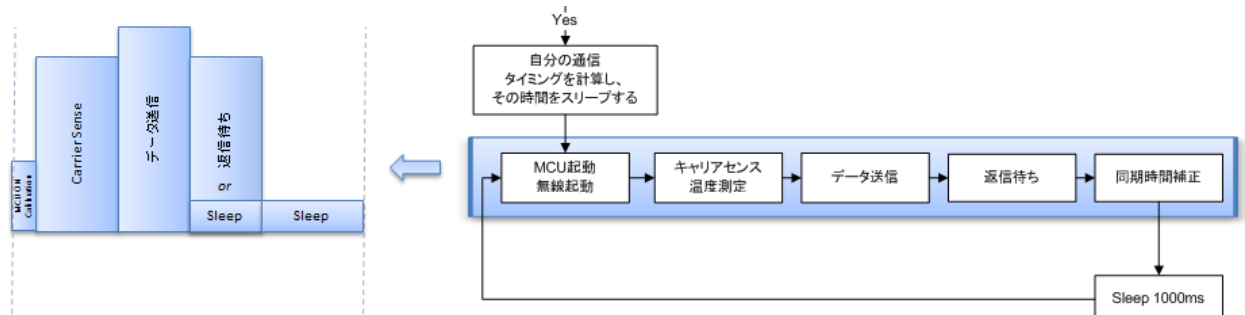 MCU ON
Calibration
Carrier Sense
データ送信
返信待ち
or
Sleep
Sleep
Yes
自分の通信
タイミングを計算し、
その時間をスリープする
MCU起動
無線起動
キャリアセンス
温度測定
データ送信
返信待ち
同期時間補正
Sleep 1000ms